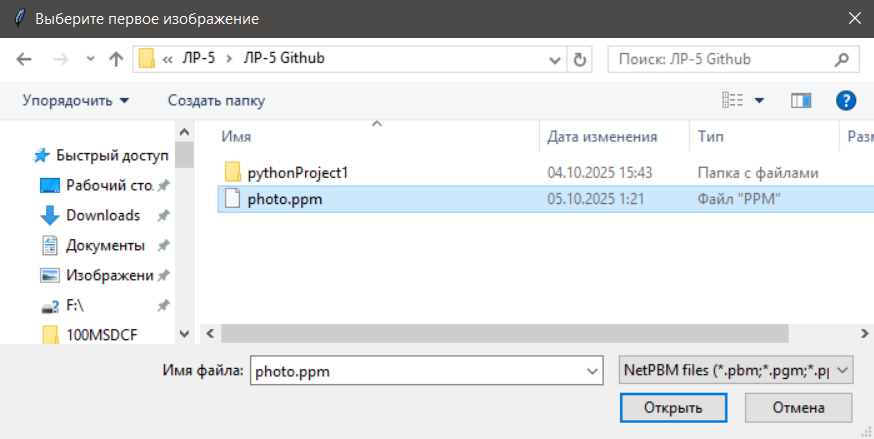 Выберите первое изображение
« ЛР-5 › ЛР-5 Github
Поиск: ЛР-5 Github
Упорядочить
Создать папку
Имя
Дата изменения
Тип
Разм
Быстрый доступ
Рабочий сто.
Downloads
Документы
Изображени
F:\
100MSDCF
pythonProject1 04.10.2025 15:43 Папка с файлами
photo.ppm 05.10.2025 1:21 Файл "PPM"
Имя файла: photo.ppm
NetPBM files (*.pbm;*.pgm;*.pp
Открыть
Отмена